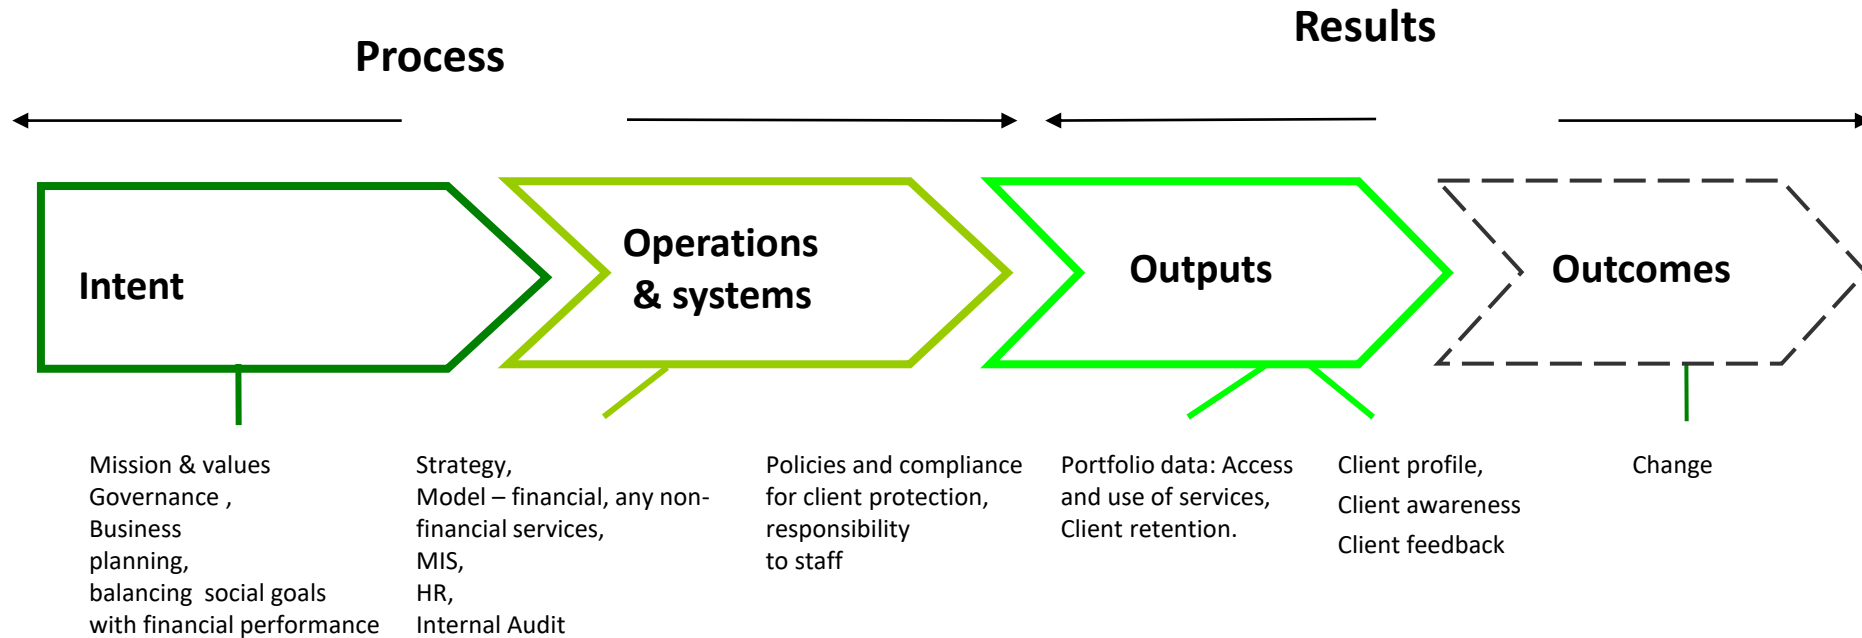 Process
Results
Intent
Operations
& systems
Outputs
Outcomes
Mission & values
Governance ,
Business
planning,
balancing social goals
with financial performance
Strategy,
Model – financial, any non-
financial services,
MIS,
HR,
Internal Audit
Policies and compliance
for client protection,
responsibility
to staff
Portfolio data: Access
and use of services,
Client retention.
Client profile,
Client awareness
Client feedback
Change